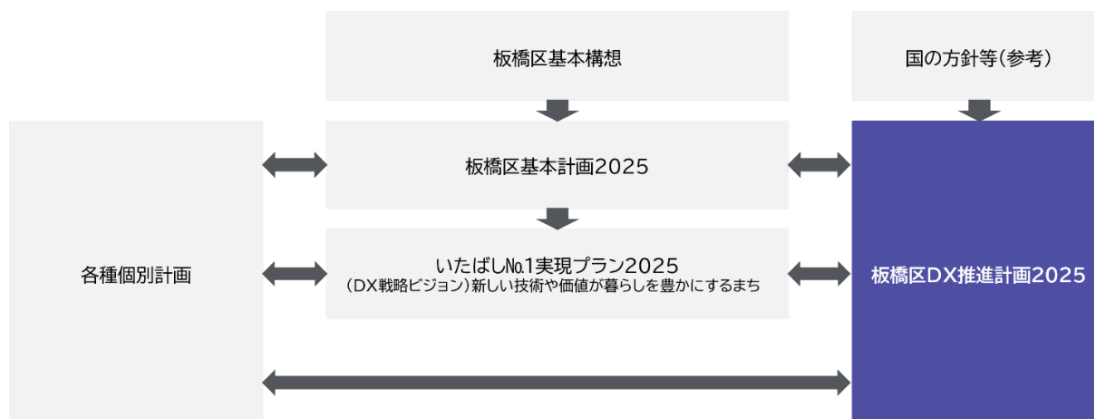 板橋区基本構想
国の方針等(参考)
板橋区基本計画2025
各種個別計画
いたばし№1実現プラン2025
(DX戦略ビジョン)新しい技術や価値が暮らしを豊かにするまち
板橋区DX推進計画2025